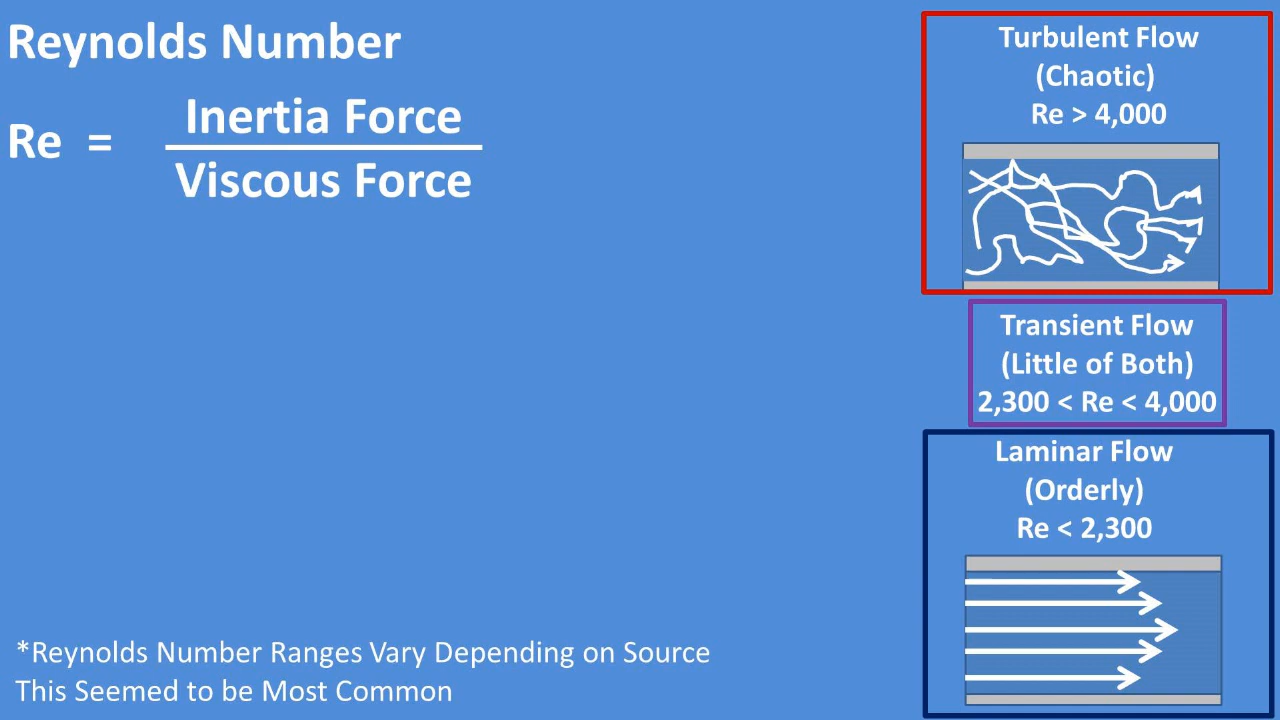 Reynolds Number
Re = Inertia Force
Viscous Force
Turbulent Flow
(Chaotic)
Re > 4,000
Transient Flow
(Little of Both)
2,300 < Re < 4,000
Laminar Flow
(Orderly)
Re < 2,300
*Reynolds Number Ranges Vary Depending on Source
This Seemed to be Most Common